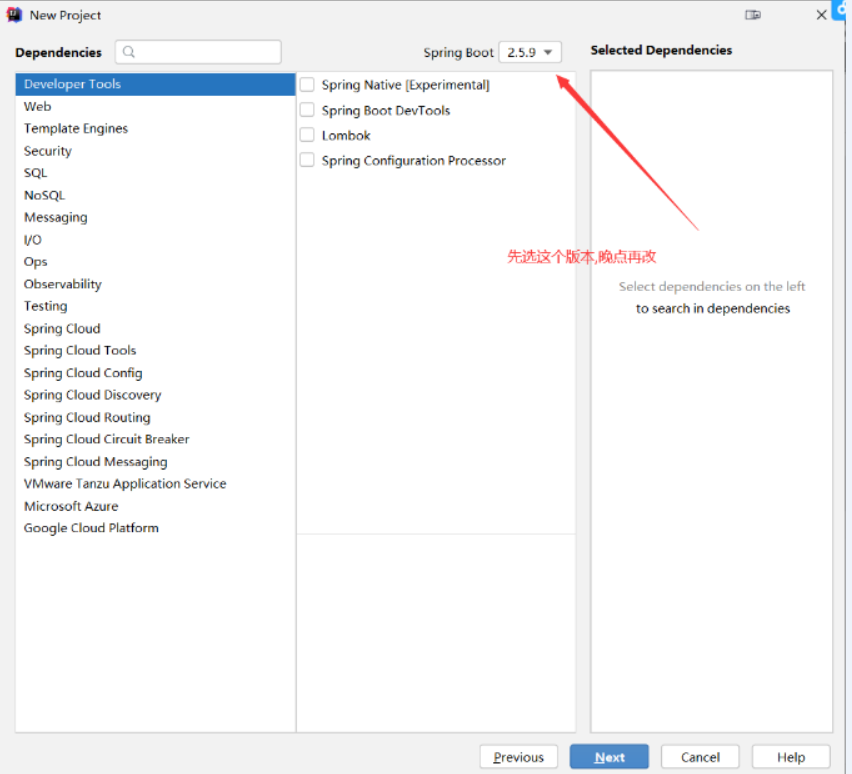 New Project
Dependencies
Spring Boot 2.5.9
Selected Dependencies
Developer Tools
Web
Template Engines
Security
SQL
NoSQL
Messaging
I/O
Ops
Observability
Testing
Spring Cloud
Spring Cloud Tools
Spring Cloud Config
Spring Cloud Discovery
Spring Cloud Routing
Spring Cloud Circuit Breaker
Spring Cloud Messaging
VMware Tanzu Application Service
Microsoft Azure
Google Cloud Platform
Spring Native [Experimental]
Spring Boot DevTools
Lombok
Spring Configuration Processor
先选这个版本,晚点再改
Select dependencies on the left
to search in dependencies
Previous
Next
Cancel
Help